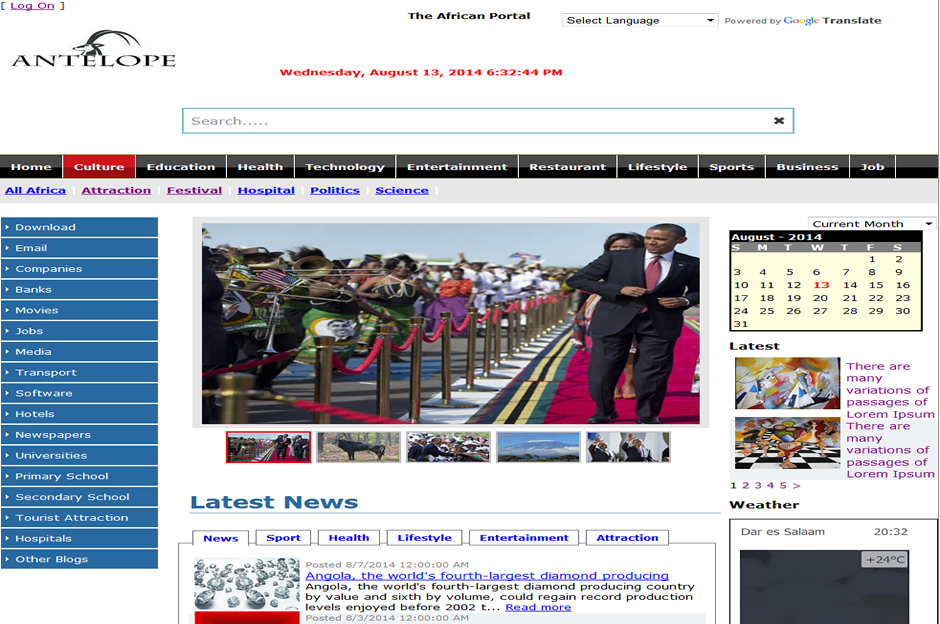 [ Log On ]
The African Portal
Select Language
Powered by Google Translate
ANTELOPE
Wednesday, August 13, 2014 6:32:44 PM
Search.....
Home Culture Education Health Technology Entertainment Restaurant Lifestyle Sports Business Job
All Africa Attraction Festival Hospital Politics Science
Download
Email
Companies
Banks
Movies
Jobs
Media
Transport
Software
Hotels
Newspapers
Universities
Primary School
Secondary School
Tourist Attraction
Hospitals
Other Blogs
Latest News
News Sport Health Lifestyle Entertainment Attraction
Posted 8/7/2014 12:00:00 AM
Angola, the world's fourth-largest diamond producing
Angola, the world's fourth-largest diamond producing country
by value and sixth by volume, could regain record production
levels enjoyed before 2002 t... Read more
Posted 8/3/2014 12:00:00 AM
Current Month
August - 2014
S M T W T F S
1 2
3 4 5 6 7 8 9
10 11 12 13 14 15 16
17 18 19 20 21 22 23
24 25 26 27 28 29 30
31
Latest
There are
many
variations of
passages of
Lorem Ipsum
There are
many
variations of
passages of
Lorem Ipsum
1 2 3 4 5 >
Weather
Dar es Salaam 20:32
+24°C